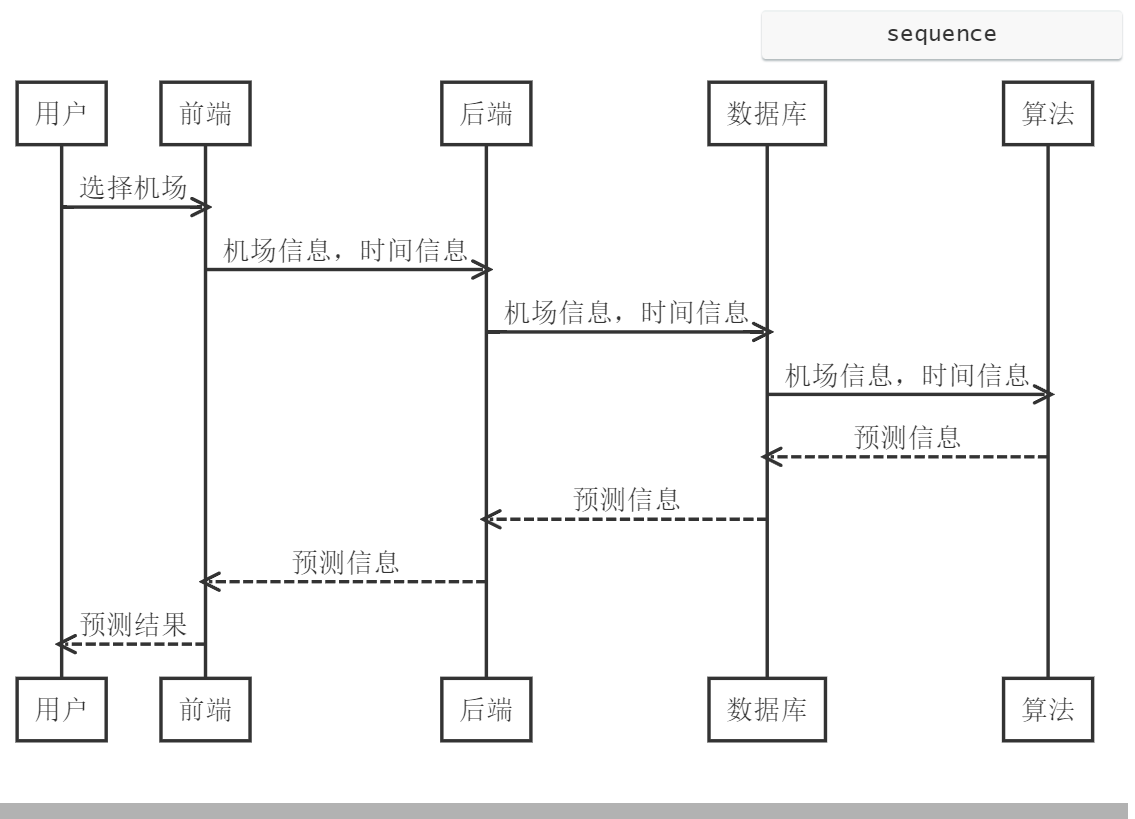 sequence
用户
前端
后端
数据库
算法
选择机场
机场信息，时间信息
机场信息，时间信息
机场信息，时间信息
预测信息
预测信息
预测信息
预测结果
用户
前端
后端
数据库
算法